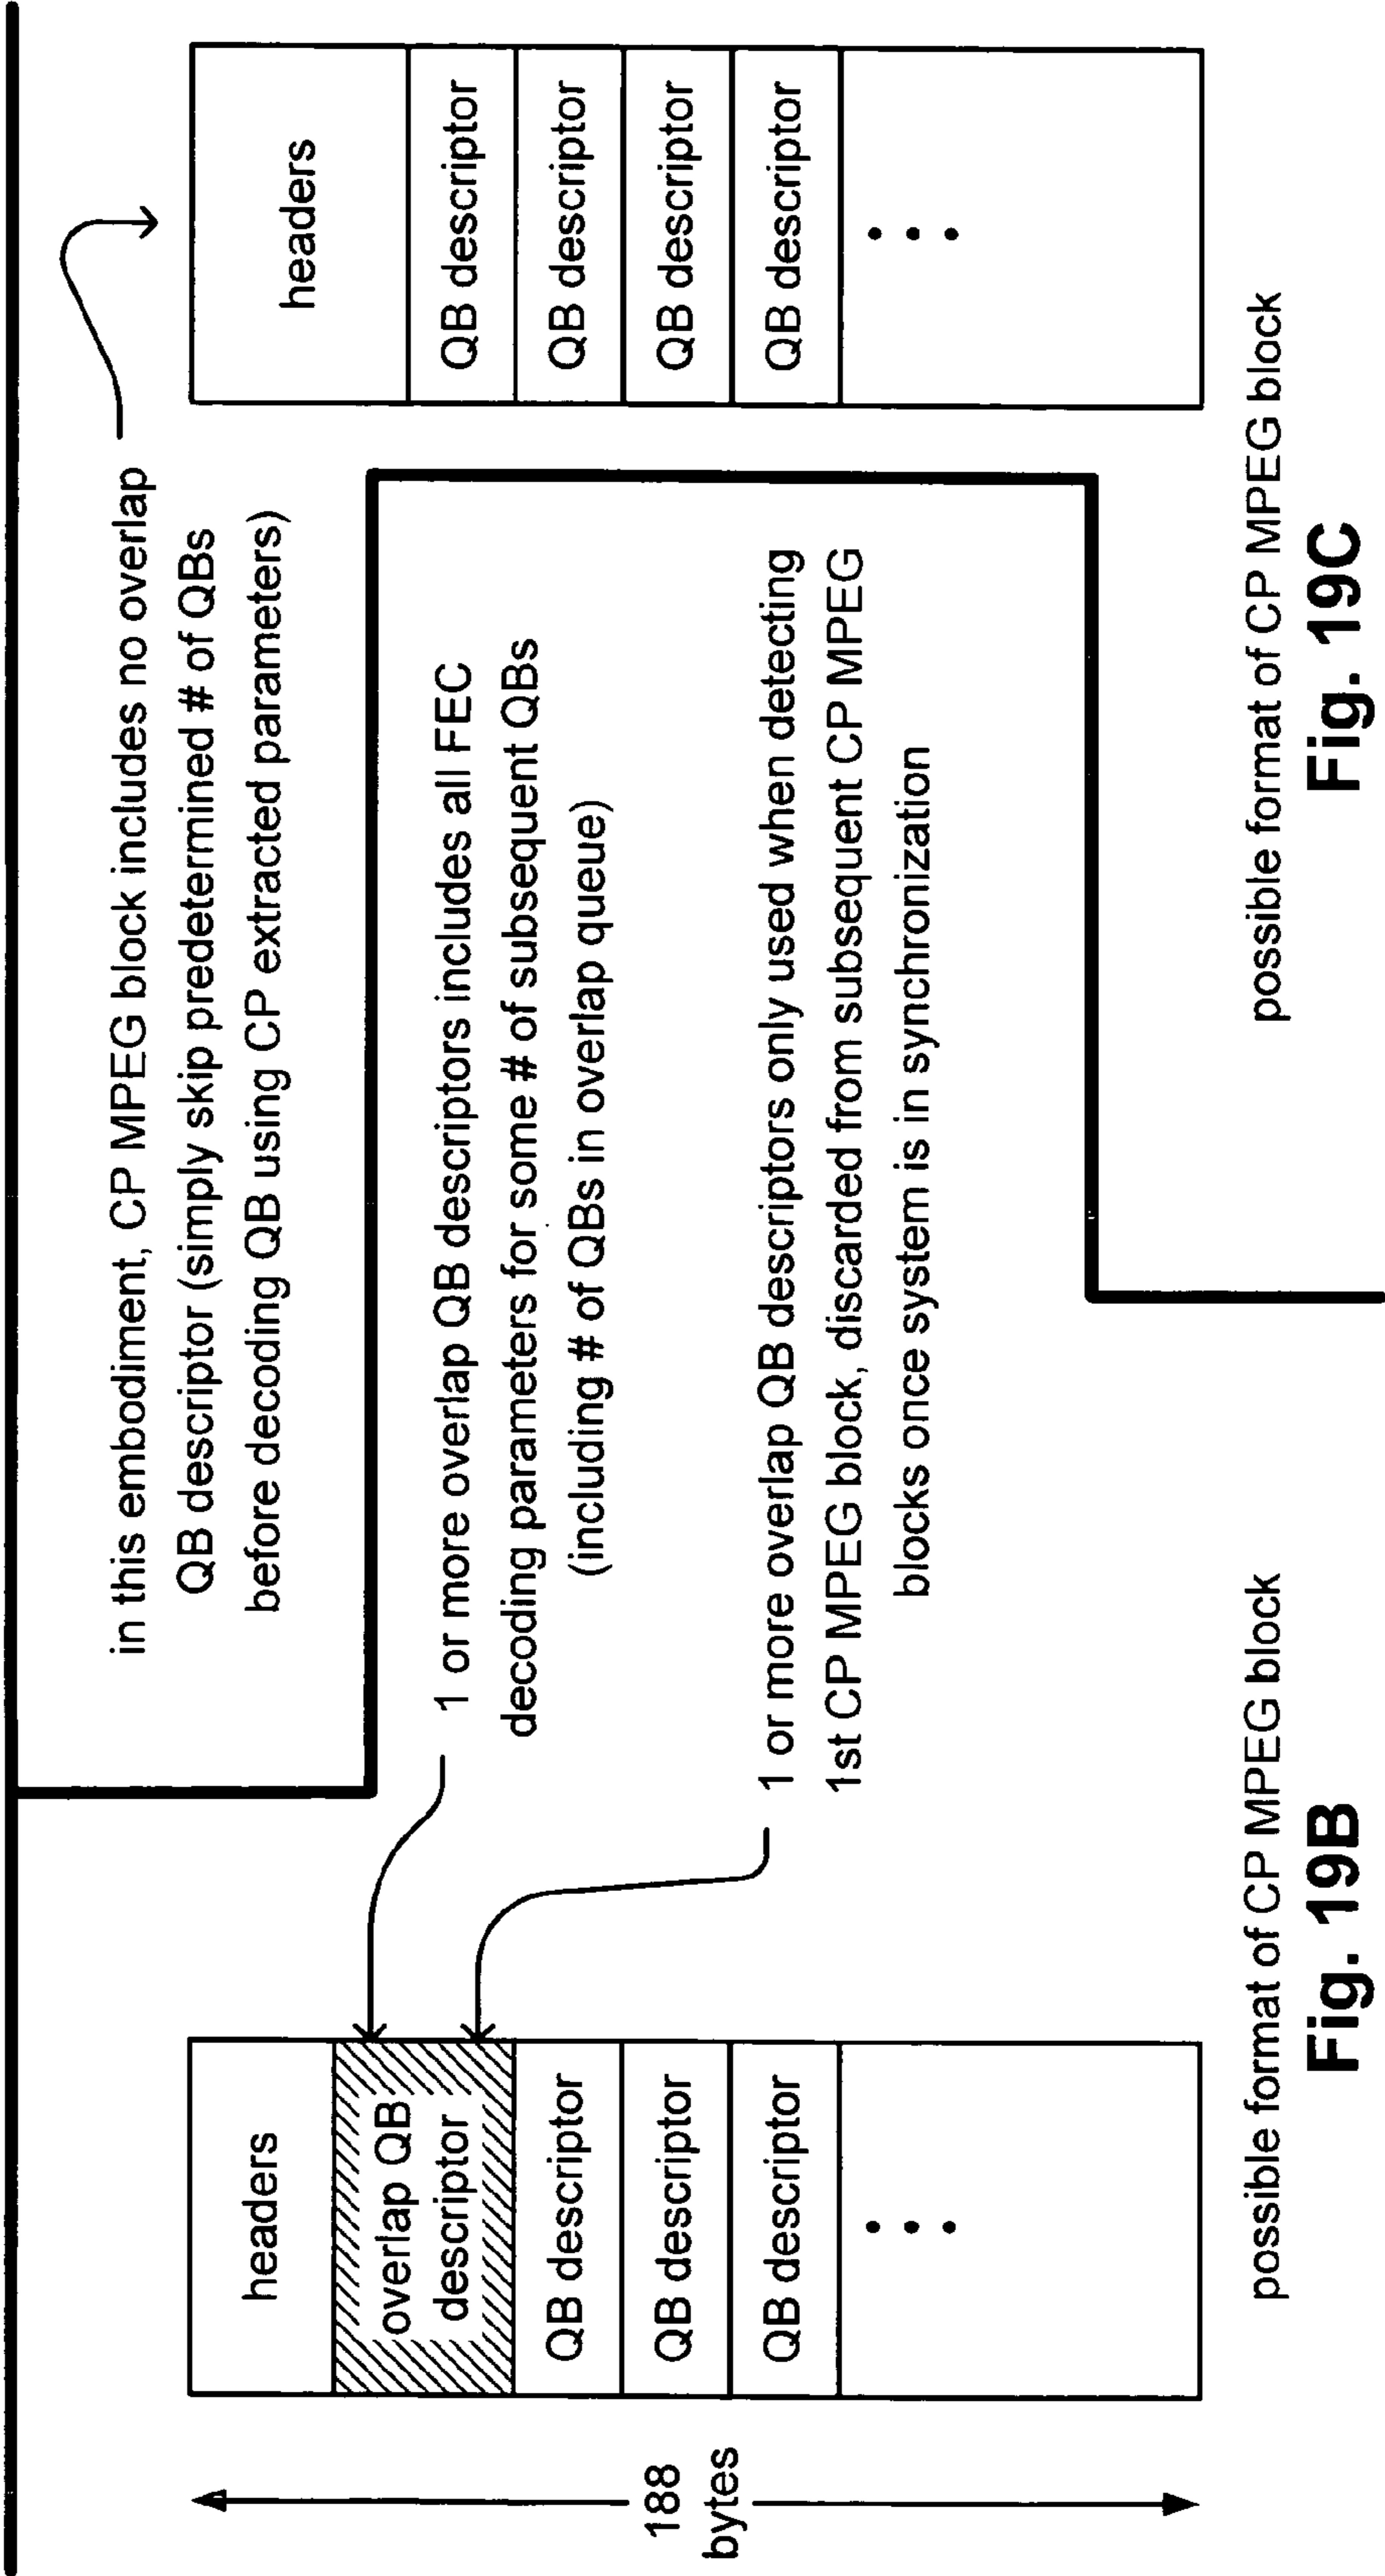 188
bytes
headers
overlap QB
descriptor
QB descriptor
QB descriptor
QB descriptor
1 or more overlap QB descriptors includes all FEC
decoding parameters for some # of subsequent QBs
(including # of QBs in overlap queue)
1 or more overlap QB descriptors only used when detecting
1st CP MPEG block, discarded from subsequent CP MPEG
blocks once system is in synchronization
possible format of CP MPEG block
Fig. 19B
in this embodiment, CP MPEG block includes no overlap
QB descriptor (simply skip predetermined # of QBs
before decoding QB using CP extracted parameters)
headers
QB descriptor
QB descriptor
QB descriptor
QB descriptor
possible format of CP MPEG block
Fig. 19C